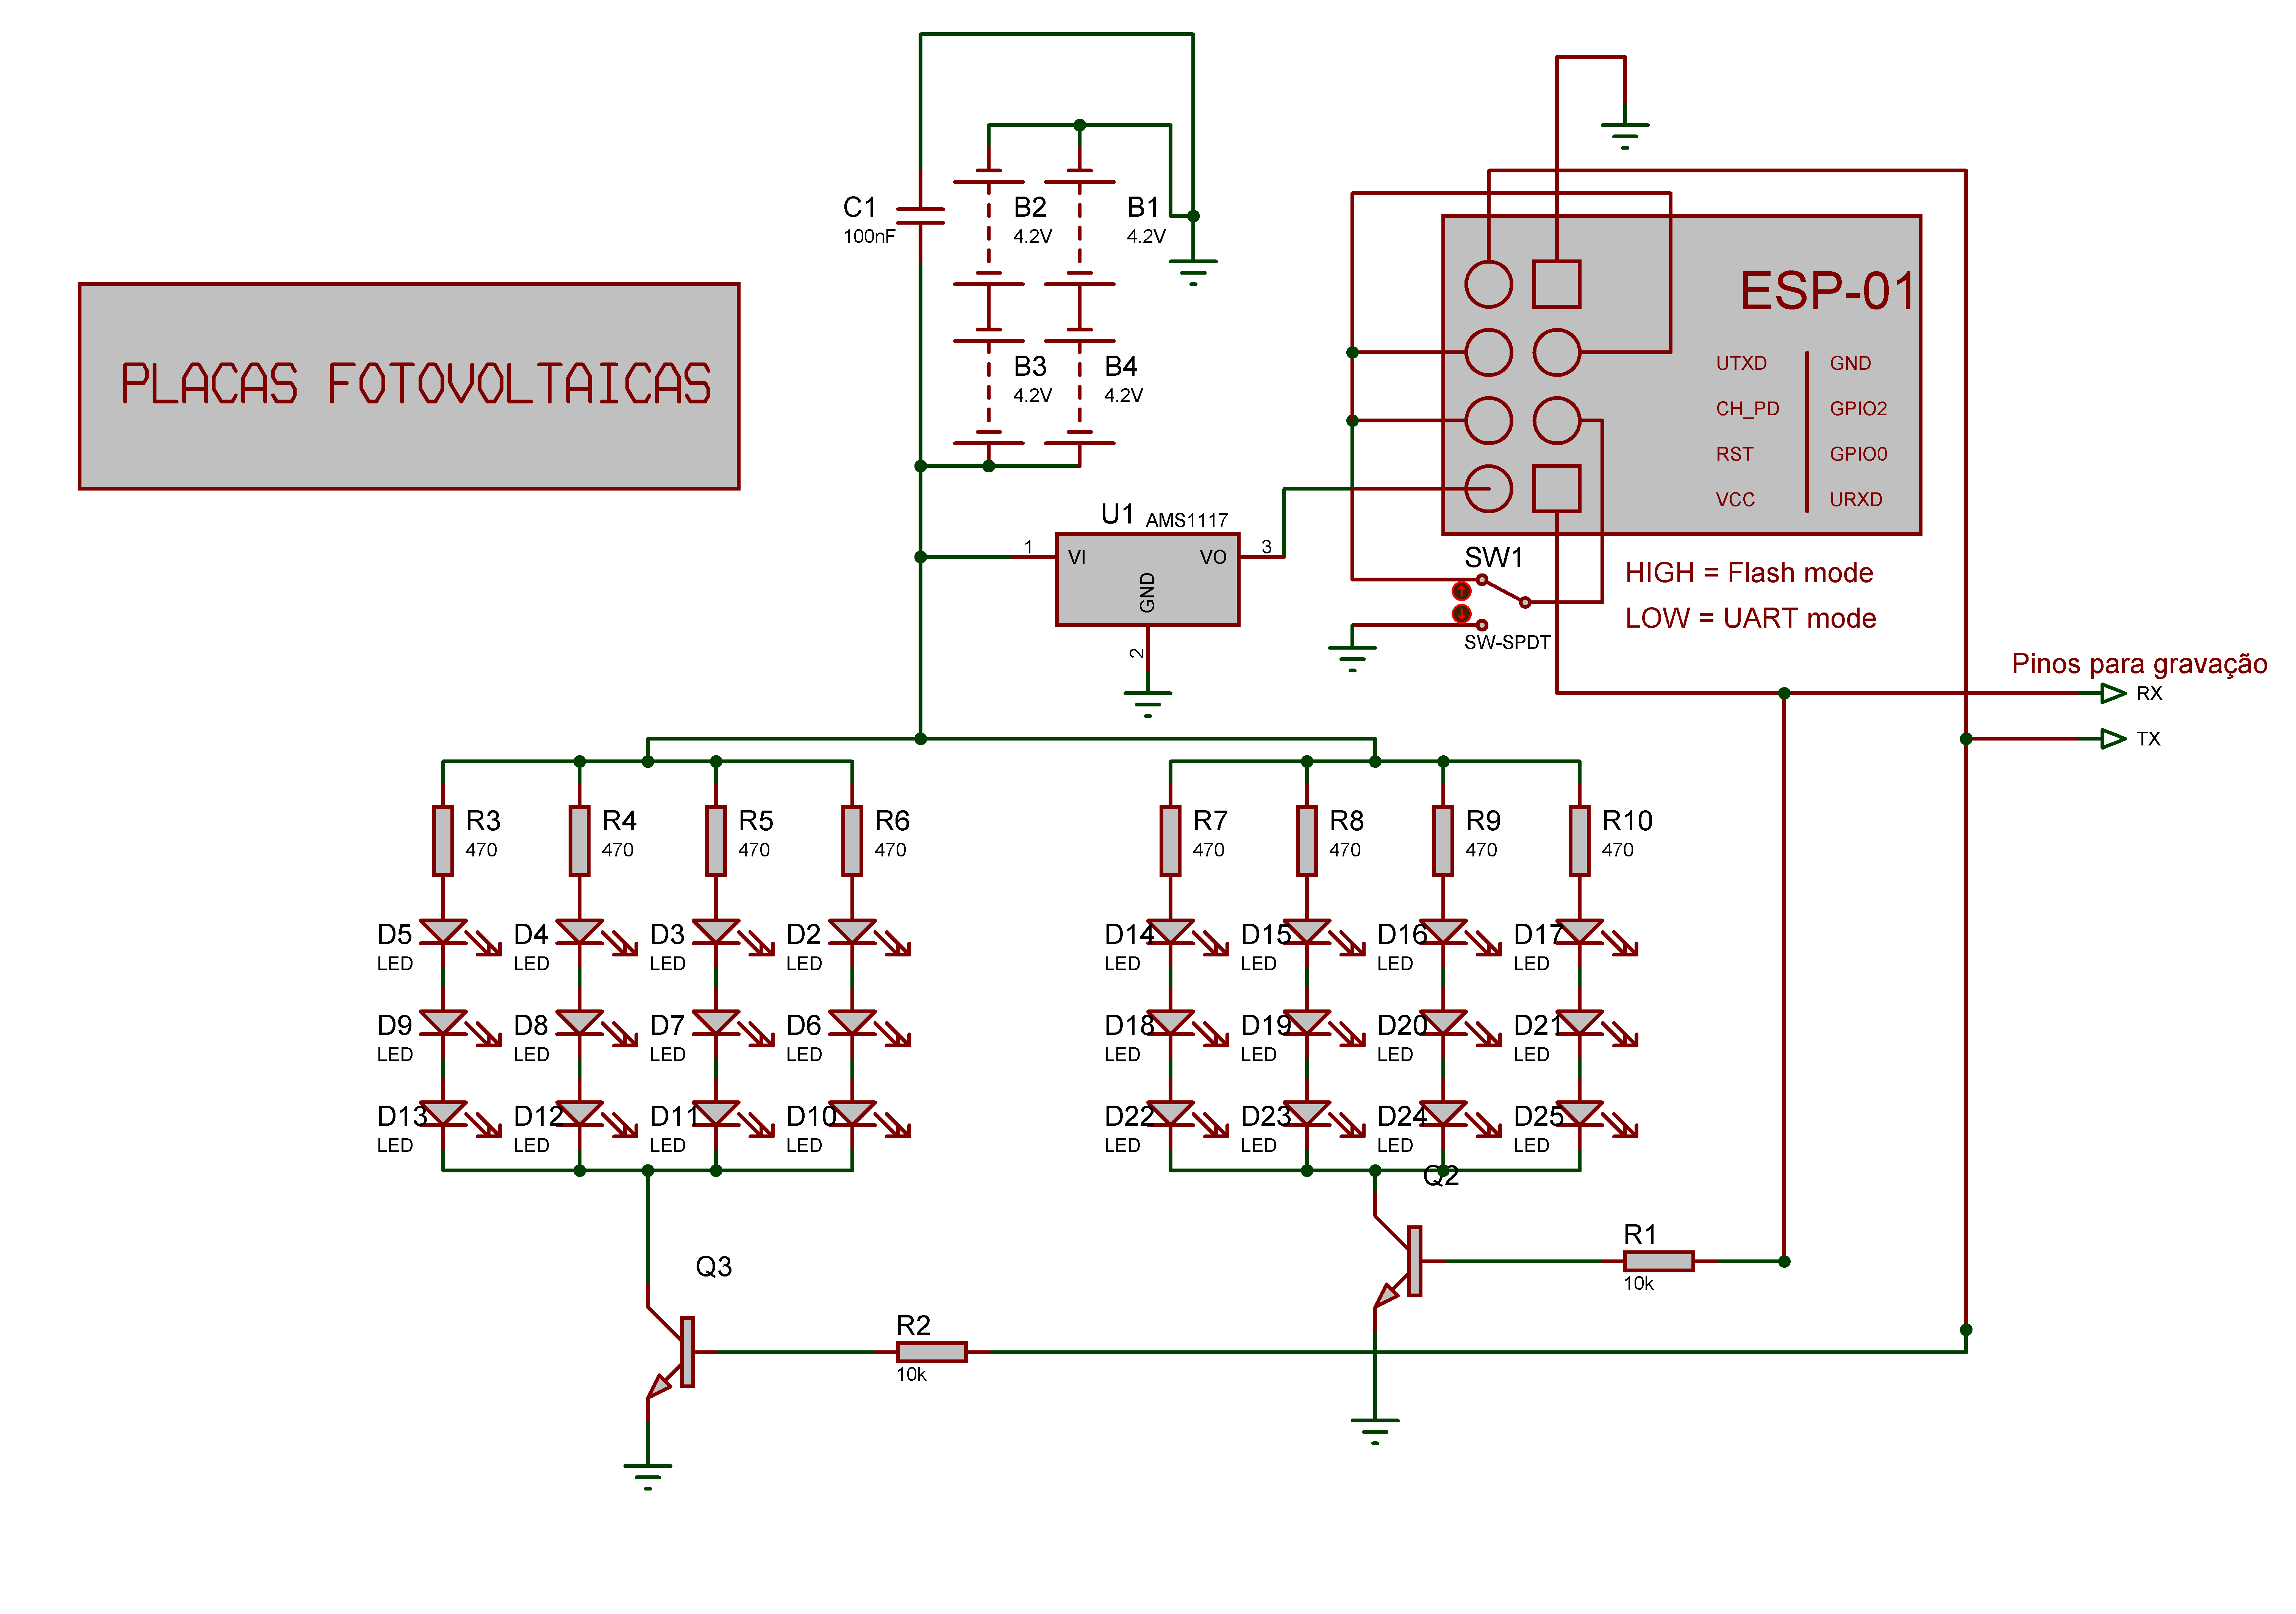 C1
100nF
B2
4.2V
B1
4.2V
ESP-01
PLACAS FOTOVOLTAICAS
B3
4.2V
B4
4.2V
UTXD
GND
CH_PD
GPIO2
RST
GPIO0
VCC
URXD
U1
AMS1117
1
VI
VO
3
GND
2
SW1
SW-SPDT
HIGH = Flash mode
LOW = UART mode
Pinos para gravação
RX
TX
R3
470
R4
470
R5
470
R6
470
R7
470
R8
470
R9
470
R10
470
D5
LED
D4
LED
D3
LED
D2
LED
D14
LED
D15
LED
D16
LED
D17
LED
D9
LED
D8
LED
D7
LED
D6
LED
D18
LED
D19
LED
D20
LED
D21
LED
D13
LED
D12
LED
D11
LED
D10
LED
D22
LED
D23
LED
D24
LED
D25
LED
Q2
R1
10k
Q3
R2
10k